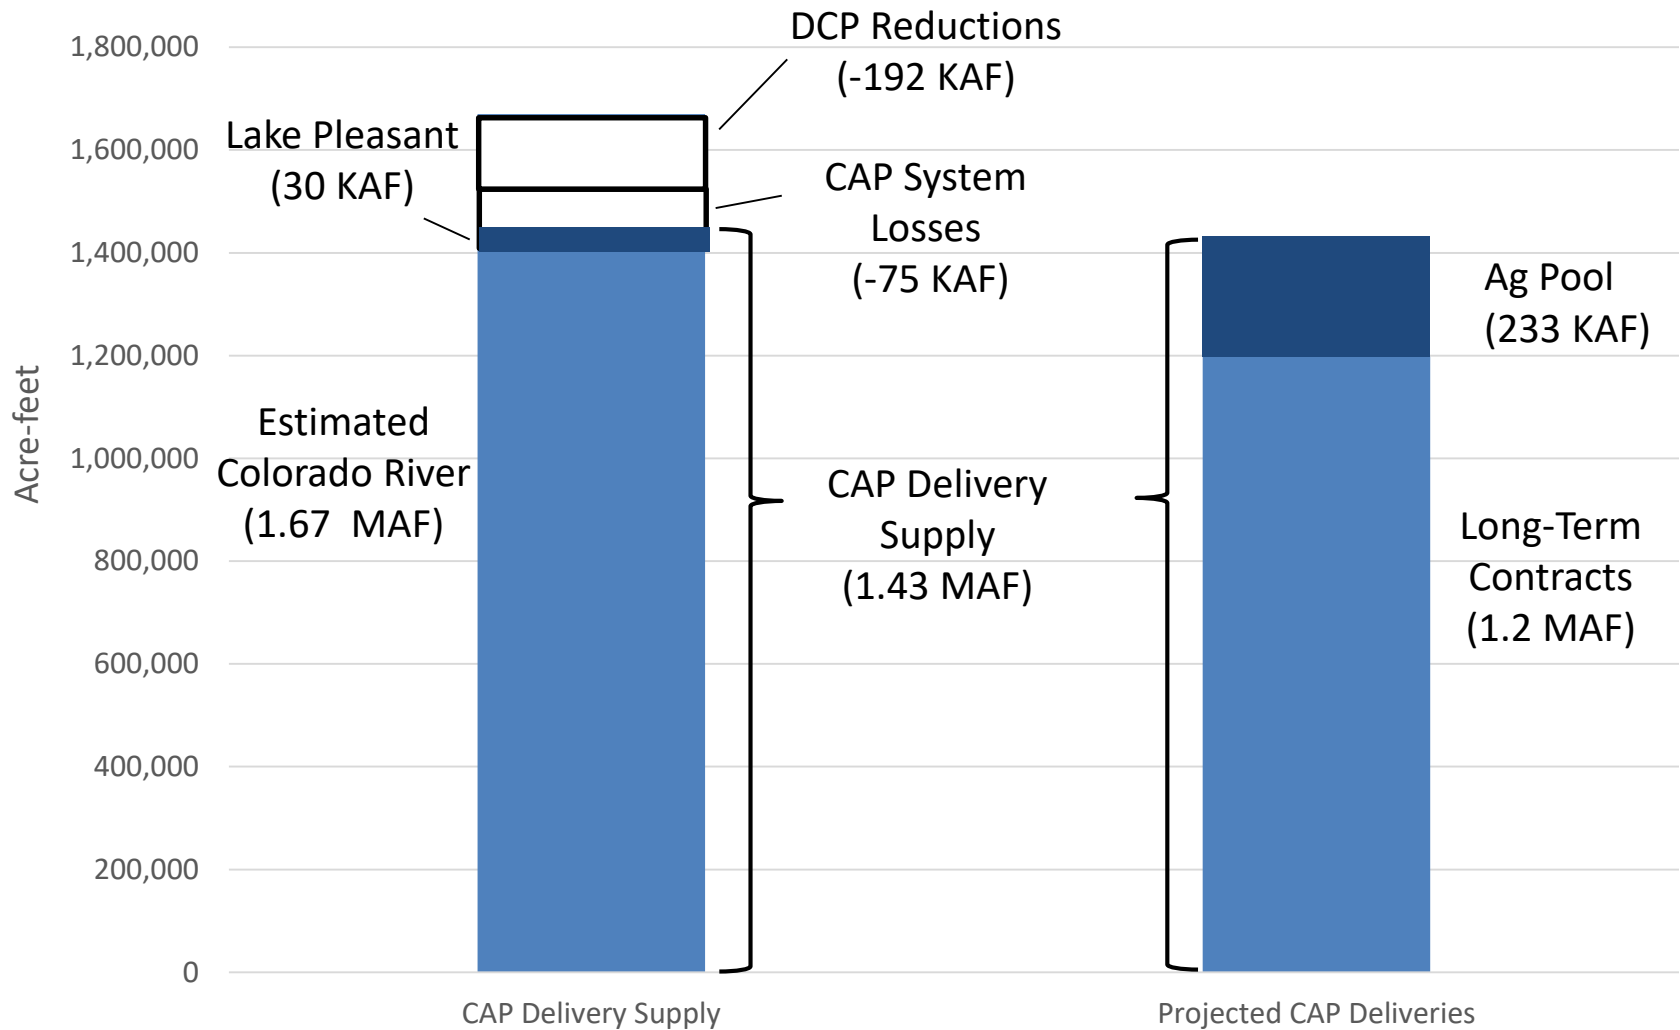 DCP Reductions
(-192 KAF)
Lake Pleasant
(30 KAF)
CAP System
Losses
(-75 KAF)
Estimated
Colorado River
(1.67  MAF)
CAP Delivery
Supply
(1.43 MAF)
Ag Pool
(233 KAF)
Long-Term
Contracts
(1.2 MAF)
Acre-feet
1,800,000
1,600,000
1,400,000
1,200,000
1,000,000
800,000
600,000
400,000
200,000
0
CAP Delivery Supply
Projected CAP Deliveries